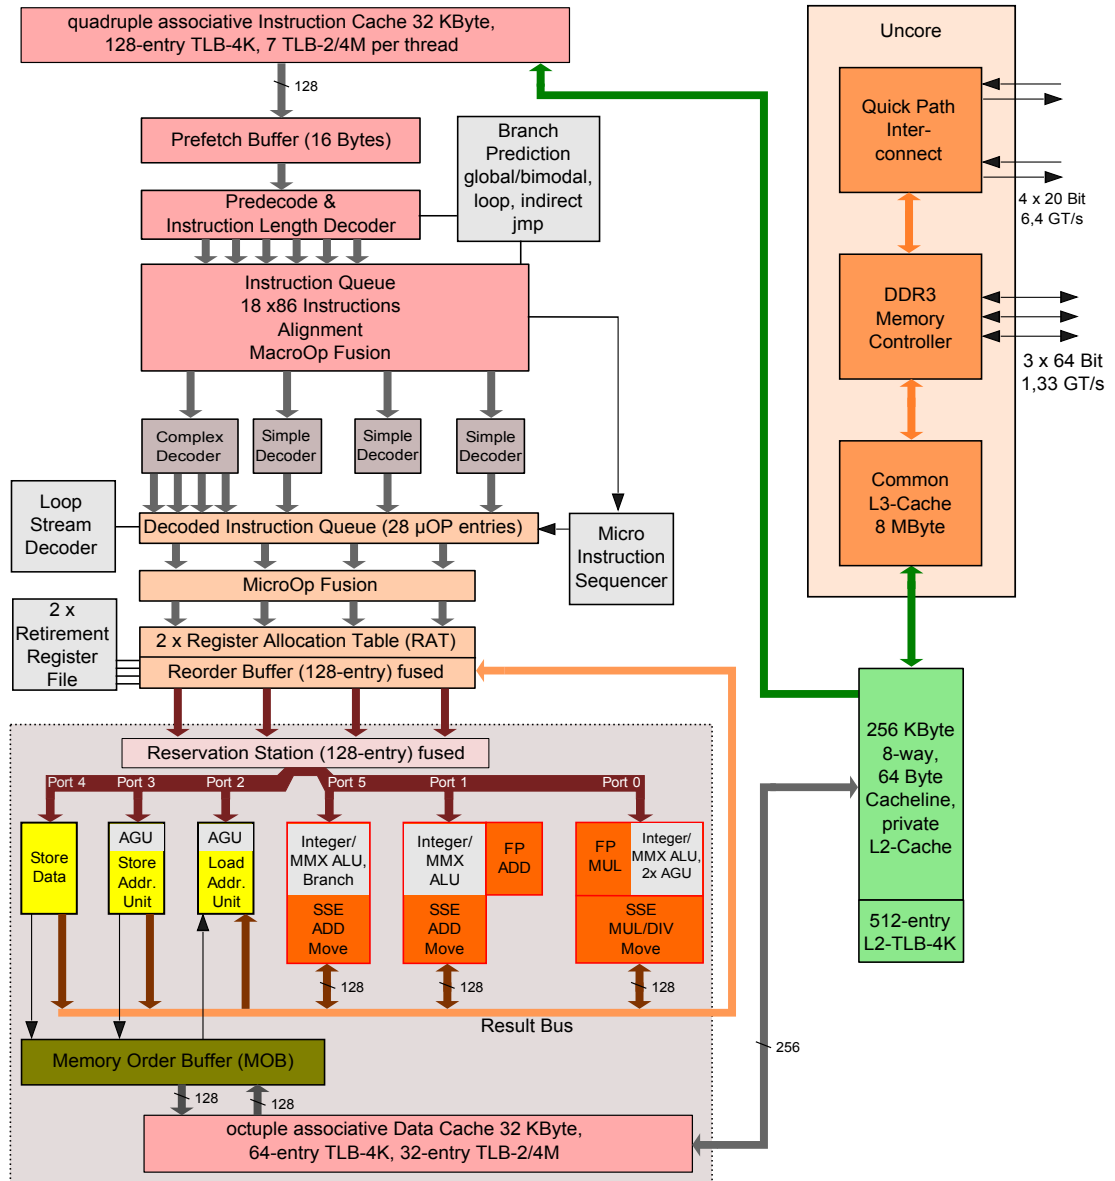 quadruple associative Instruction Cache 32 KByte,
128-entry TLB-4K, 7 TLB-2/4M per thread
128
Prefetch Buffer (16 Bytes)
Branch
Prediction
global/bimodal,
loop, indirect
jmp
Predecode &
Instruction Length Decoder
Instruction Queue
18 x86 Instructions
Alignment
MacroOp Fusion
Complex
Decoder
Simple
Decoder
Simple
Decoder
Simple
Decoder
Loop
Stream
Decoder
Decoded Instruction Queue (28 µOP entries)
Micro
Instruction
Sequencer
MicroOp Fusion
2 x
Retirement
Register
File
2 x Register Allocation Table (RAT)
Reorder Buffer (128-entry) fused
Reservation Station (128-entry) fused
Port 4
Port 3
Port 2
Port 5
Port 1
Port 0
Store
Data
AGU
Store
Addr.
Unit
AGU
Load
Addr.
Unit
Integer/
MMX ALU,
Branch
SSE
ADD
Move
Integer/
MMX
ALU
FP
ADD
SSE
ADD
Move
FP
MUL
Integer/
MMX ALU,
2x AGU
SSE
MUL/DIV
Move
128
128
128
Result Bus
Memory Order Buffer (MOB)
128
128
octuple associative Data Cache 32 KByte,
64-entry TLB-4K, 32-entry TLB-2/4M
256
Uncore
Quick Path
Inter-
connect
4 x 20 Bit
6,4 GT/s
DDR3
Memory
Controller
3 x 64 Bit
1,33 GT/s
Common
L3-Cache
8 MByte
256 KByte
8-way,
64 Byte
Cacheline,
private
L2-Cache
512-entry
L2-TLB-4K